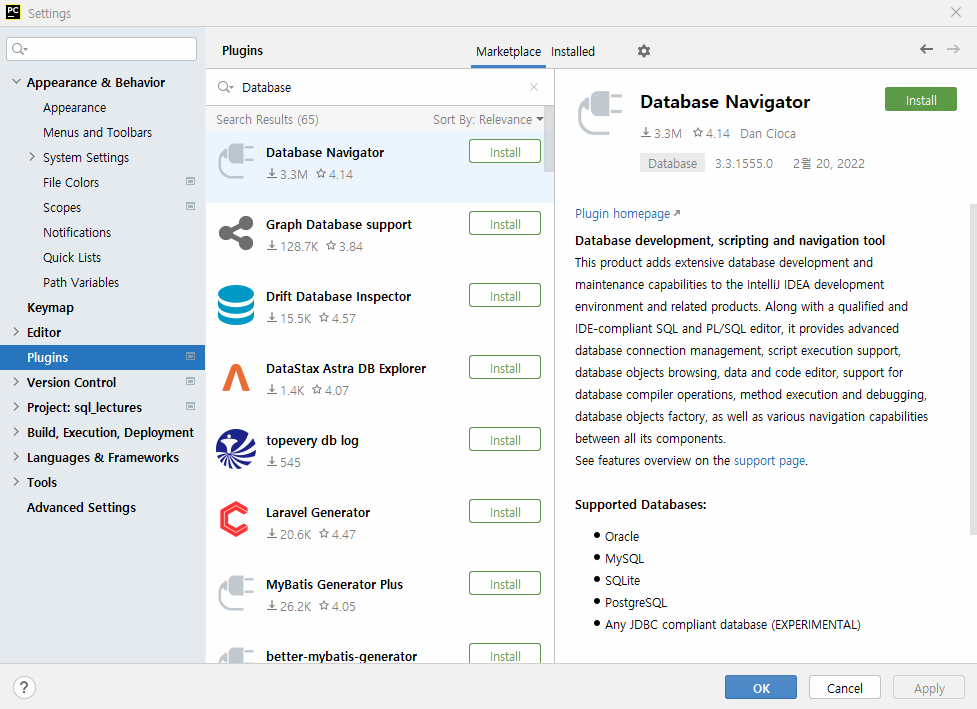 PC
Settings
Appearance & Behavior
Appearance
Menus and Toolbars
System Settings
File Colors
Scopes
Notifications
Quick Lists
Path Variables
Keymap
Editor
Plugins
Version Control
Project: sql_lectures
Build, Execution, Deployment
Languages & Frameworks
Tools
Advanced Settings
Plugins
Marketplace Installed
Database
Search Results (65) Sort By: Relevance
Database Navigator Install
3.3M 4.14
Graph Database support Install
128.7K 3.84
Drift Database Inspector Install
15.5K 4.57
DataStax Astra DB Explorer Install
1.4K 4.07
topevery db log Install
545
Laravel Generator Install
20.6K 4.47
MyBatis Generator Plus Install
26.2K 4.05
better-mybatis-generator Install
Database Navigator Install
3.3M 4.14 Dan Cioca
Database 3.3.1555.0 2월 20, 2022
Plugin homepage
Database development, scripting and navigation tool
This product adds extensive database development and
maintenance capabilities to the IntelliJ IDEA development
environment and related products. Along with a qualified and
IDE-compliant SQL and PL/SQL editor, it provides advanced
database connection management, script execution support,
database objects browsing, data and code editor, support for
database compiler operations, method execution and debugging,
database objects factory, as well as various navigation capabilities
between all its components.
See features overview on the support page.
Supported Databases:
Oracle
MySQL
SQLite
PostgreSQL
Any JDBC compliant database (EXPERIMENTAL)
? OK Cancel Apply